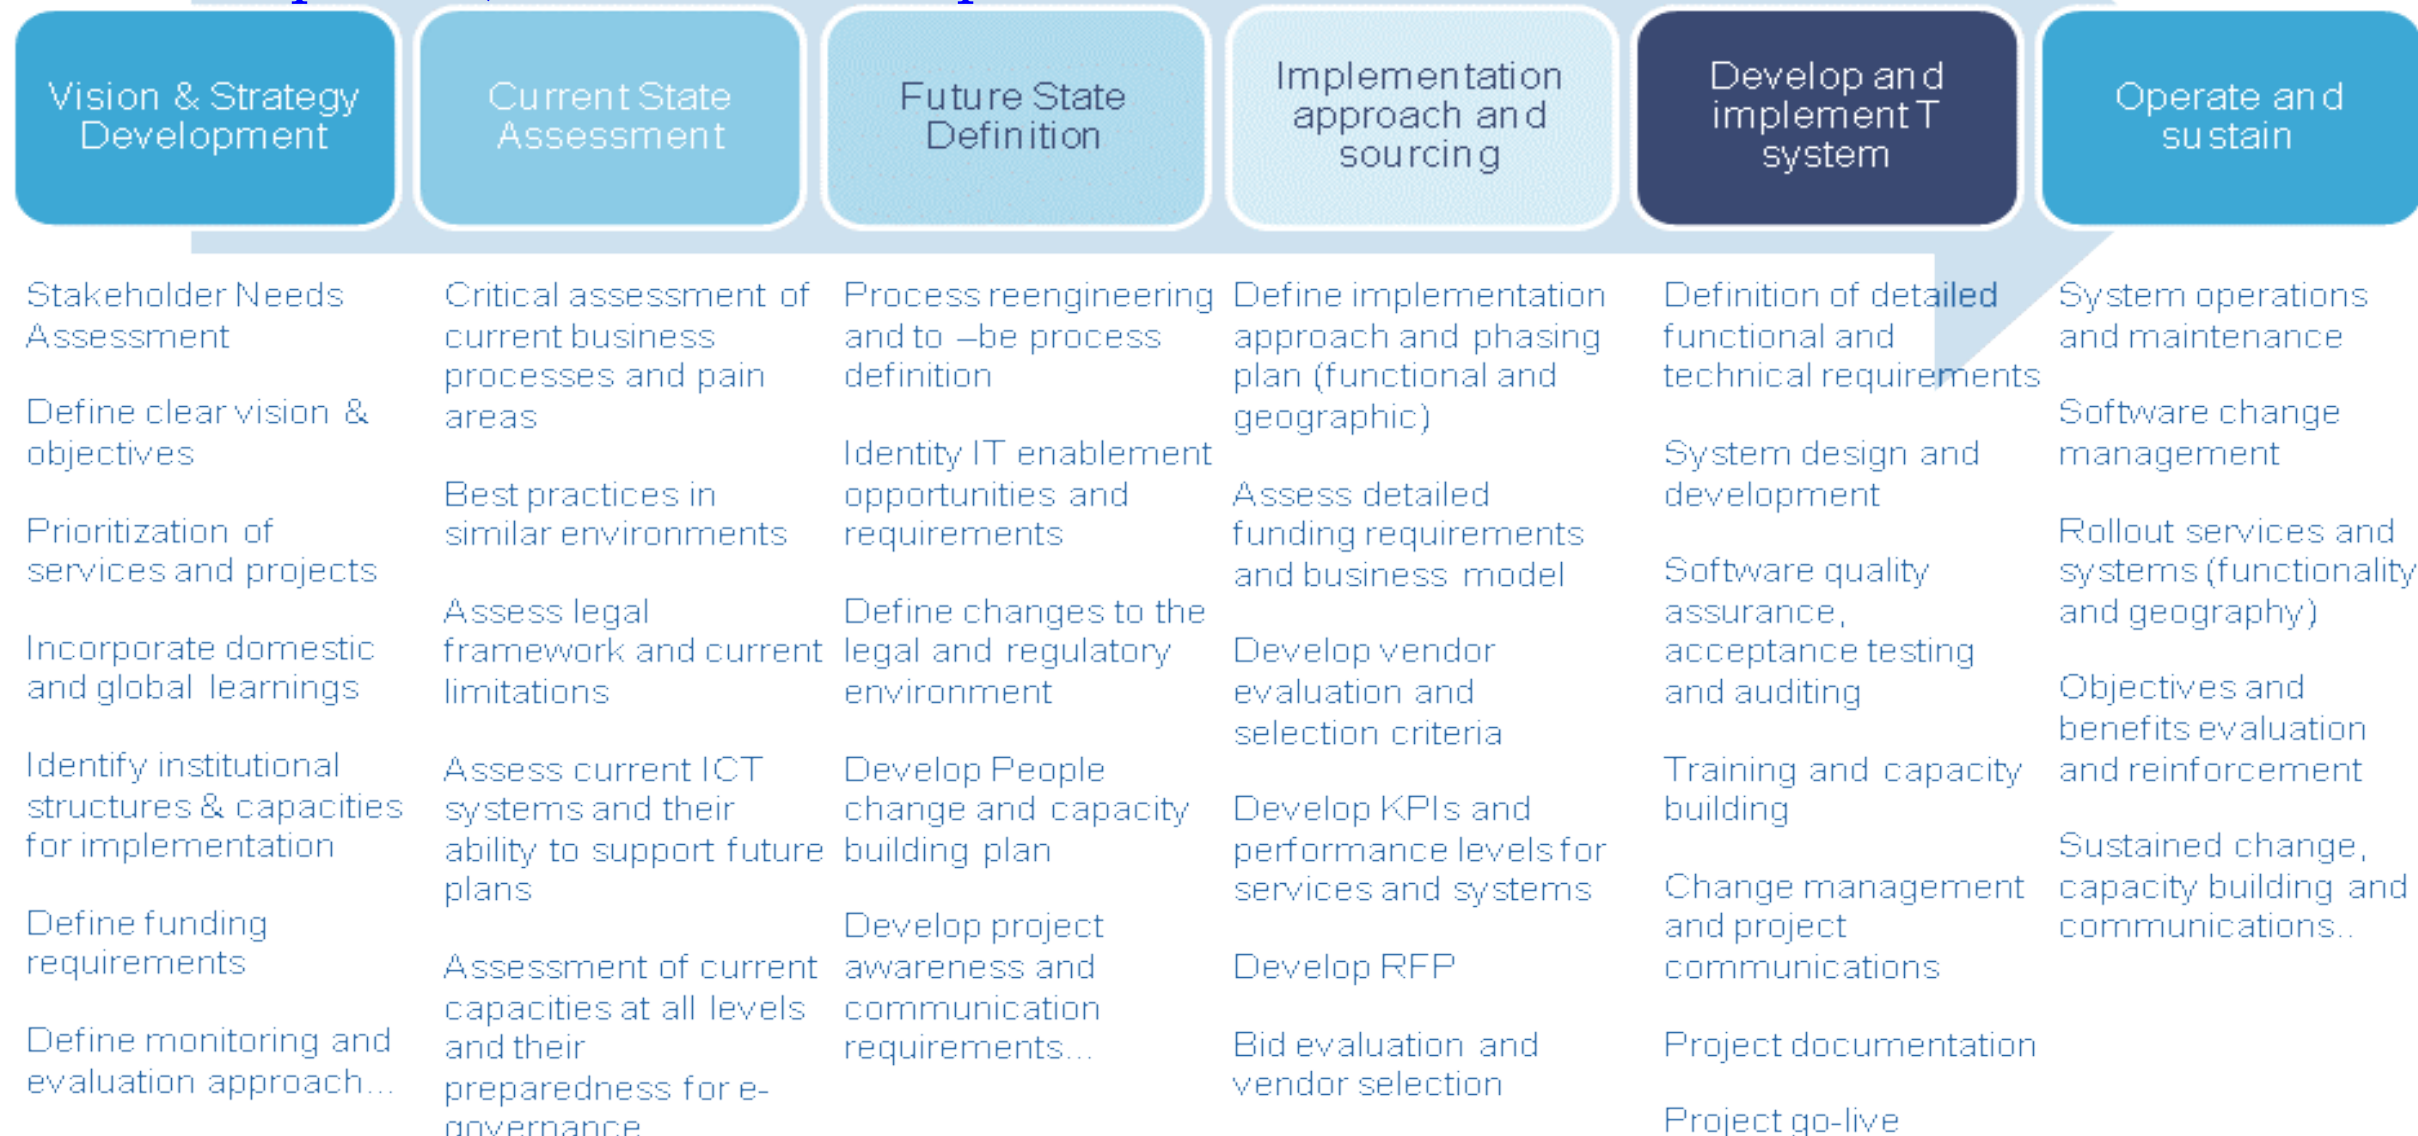 Vision & Strategy
Development
Current State
Assessment
Future State
Definition
Implementation
approach and
sourcing
Develop and
implement T
system
Operate and
sustain
Stakeholder Needs
Assessment
Define clear vision &
objectives
Prioritization of
services and projects
Incorporate domestic
and global learnings
Identify institutional
structures & capacities
for implementation
Define funding
requirements
Define monitoring and
evaluation approach...
Critical assessment of
current business
processes and pain
areas
Best practices in
similar environments
Assess legal
framework and current
limitations
Assess current ICT
systems and their
ability to support future
plans
Assessment of current
capacities at all levels
and their
preparedness for e-
governance
Process reengineering
and to –be process
definition
Identity IT enablement
opportunities and
requirements
Define changes to the
legal and regulatory
environment
Develop People
change and capacity
building plan
Develop project
awareness and
communication
requirements...
Define implementation
approach and phasing
plan (functional and
geographic)
Assess detailed
funding requirements
and business model
Develop vendor
evaluation and
selection criteria
Develop KPIs and
performance levels for
services and systems
Develop RFP
Bid evaluation and
vendor selection
Definition of detailed
functional and
technical requirements
System design and
development
Software quality
assurance,
acceptance testing
and auditing
Training and capacity
building
Change management
and project
communications
Project documentation
Project go-live
System operations
and maintenance
Software change
management
Rollout services and
systems (functionality
and geography)
Objectives and
benefits evaluation
and reinforcement
Sustained change,
capacity building and
communications..